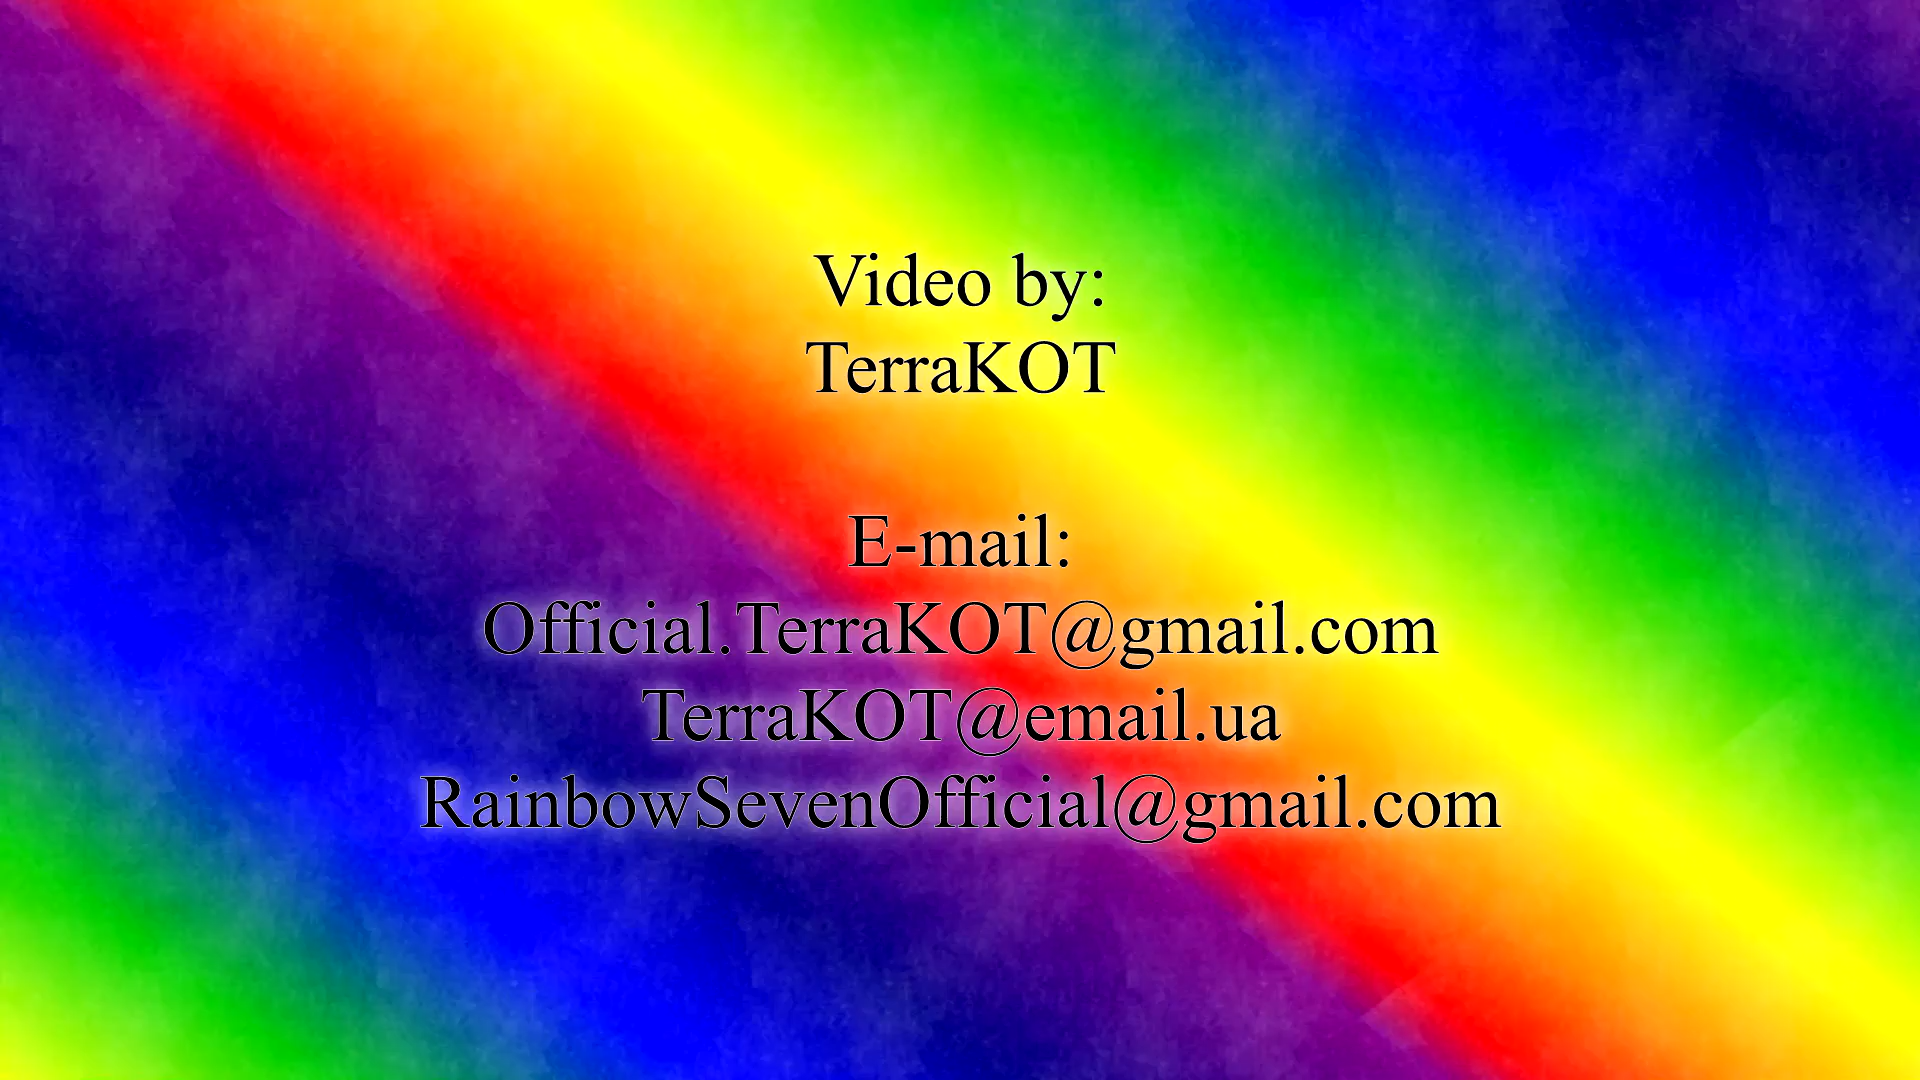 Video by:
TerraKOT
E-mail:
Official.TerraKOT@gmail.com
TerraKOT@email.ua
RainbowSevenOfficial@gmail.com